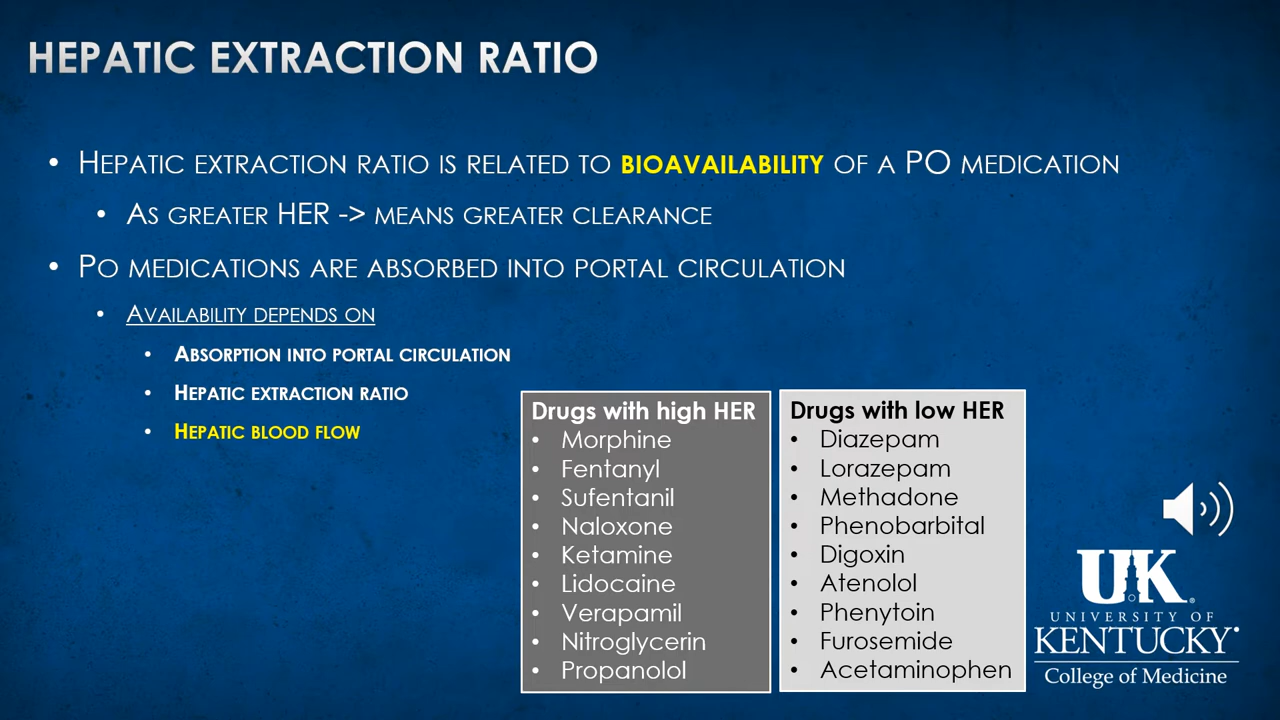 HEPATIC EXTRACTION RATIO
• HEPATIC EXTRACTION RATIO IS RELATED TO BIOAVAILABILITY OF A PO MEDICATION
• AS GREATER HER -> MEANS GREATER CLEARANCE
• PO MEDICATIONS ARE ABSORBED INTO PORTAL CIRCULATION
• AVAILABILITY DEPENDS ON
• ABSORPTION INTO PORTAL CIRCULATION
• HEPATIC EXTRACTION RATIO
• HEPATIC BLOOD FLOW
Drugs with high HER
• Morphine
• Fentanyl
• Sufentanil
• Naloxone
• Ketamine
• Lidocaine
• Verapamil
• Nitroglycerin
• Propanolol
Drugs with low HER
• Diazepam
• Lorazepam
• Methadone
• Phenobarbital
• Digoxin
• Atenolol
• Phenytoin
• Furosemide
• Acetaminophen
UK®
UNIVERSITY OF
KENTUCKY
College of Medicine